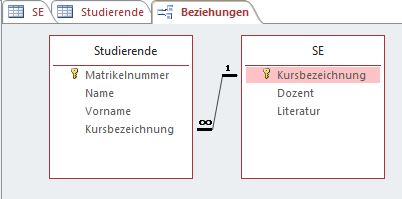 SE Studierende Beziehungen
Studierende
Matrikelnummer
Name
Vorname
Kursbezeichnung
∞
1
SE
Kursbezeichnung
Dozent
Literatur